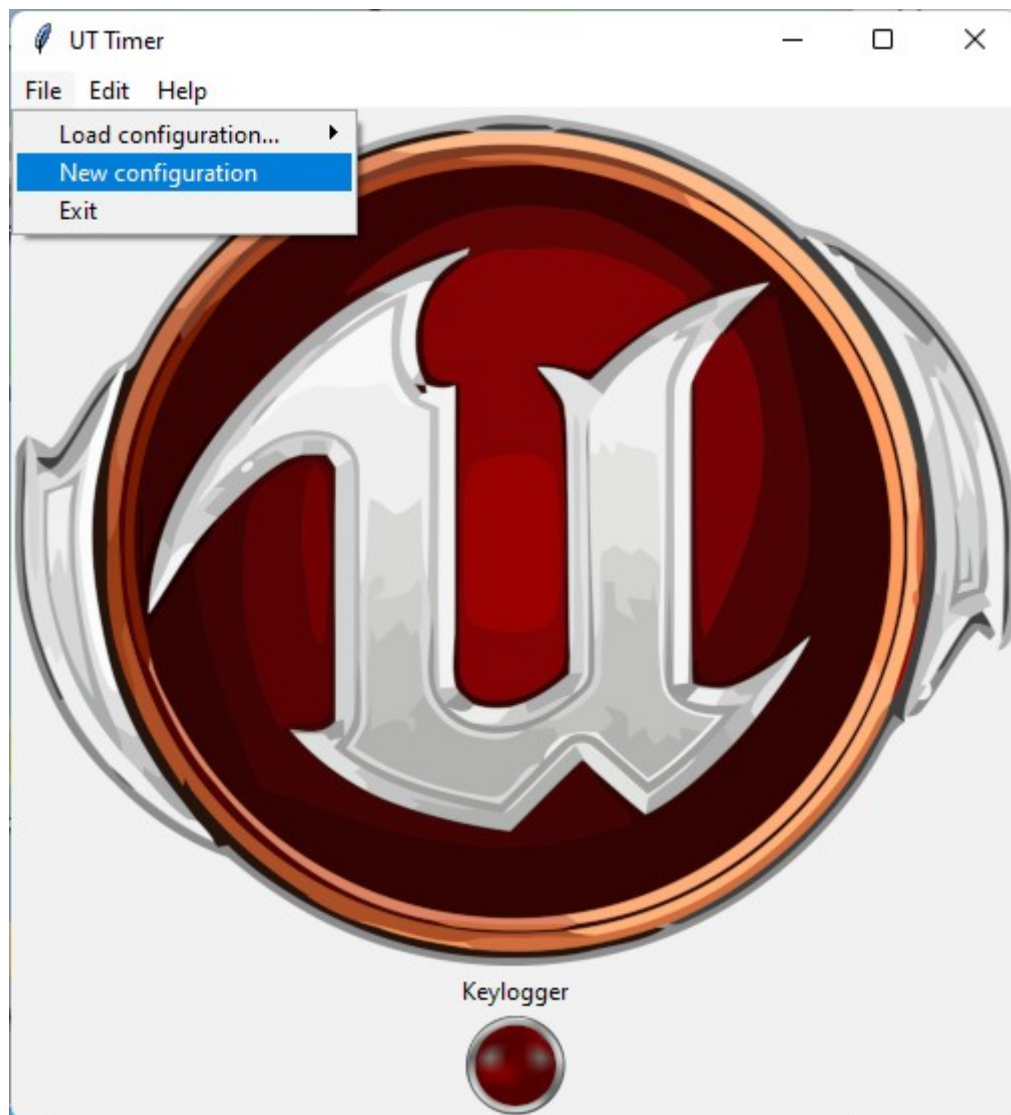 UT Timer
File Edit Help
Load configuration...
New configuration
Exit
Keylogger